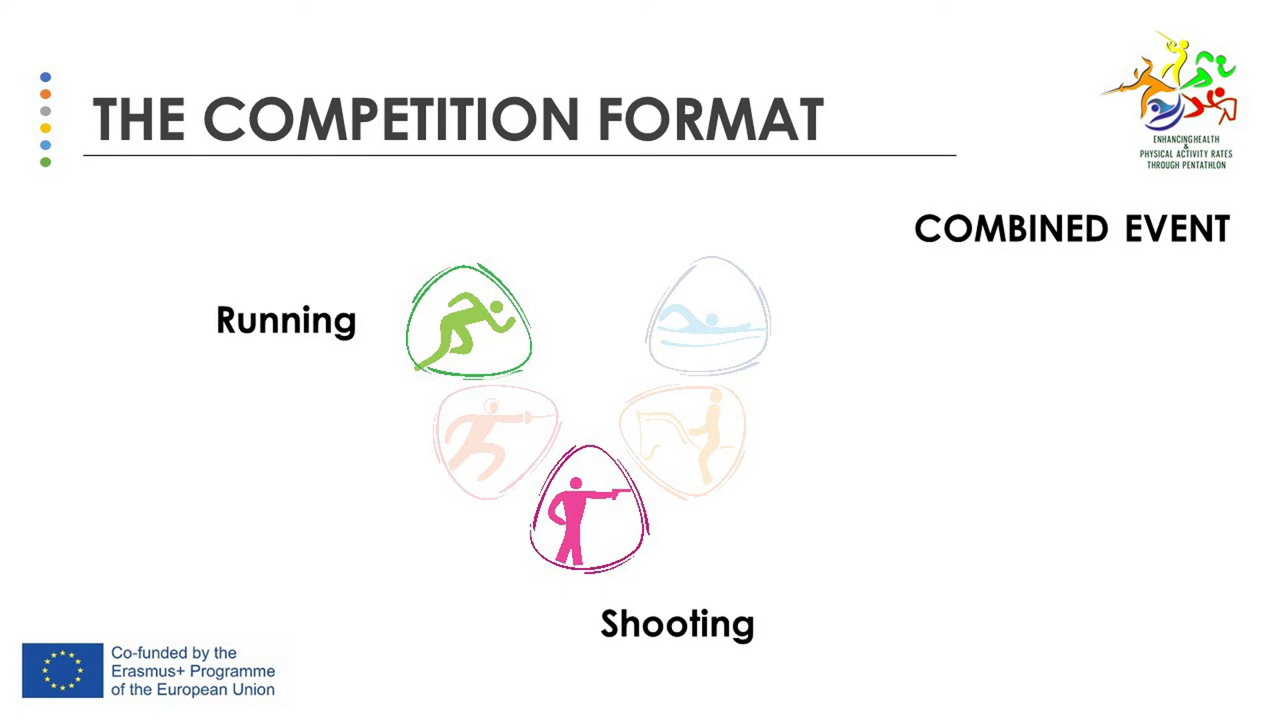 THE COMPETITION FORMAT
ENHANCING HEALTH
&
PHYSICAL ACTIVITY RATES
THROUGH PENTATHLON
COMBINED EVENT
Running
Shooting
Co-funded by the
Erasmus+ Programme
of the European Union